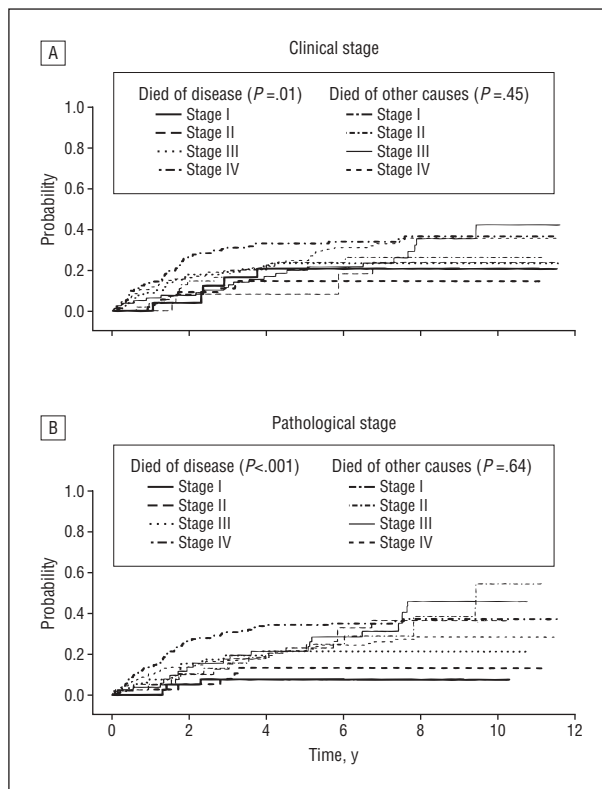 A
Clinical stage
Died of disease (P =.01)
Stage I
Stage II
Stage III
Stage IV
Died of other causes (P =.45)
Stage I
Stage II
Stage III
Stage IV
Probability
1.0
0.8
0.6
0.4
0.2
0.0
B
Pathological stage
Died of disease (P<.001)
Stage I
Stage II
Stage III
Stage IV
Died of other causes (P =.64)
Stage I
Stage II
Stage III
Stage IV
Probability
1.0
0.8
0.6
0.4
0.2
0.0
0 2 4 6 8 10 12
Time, y